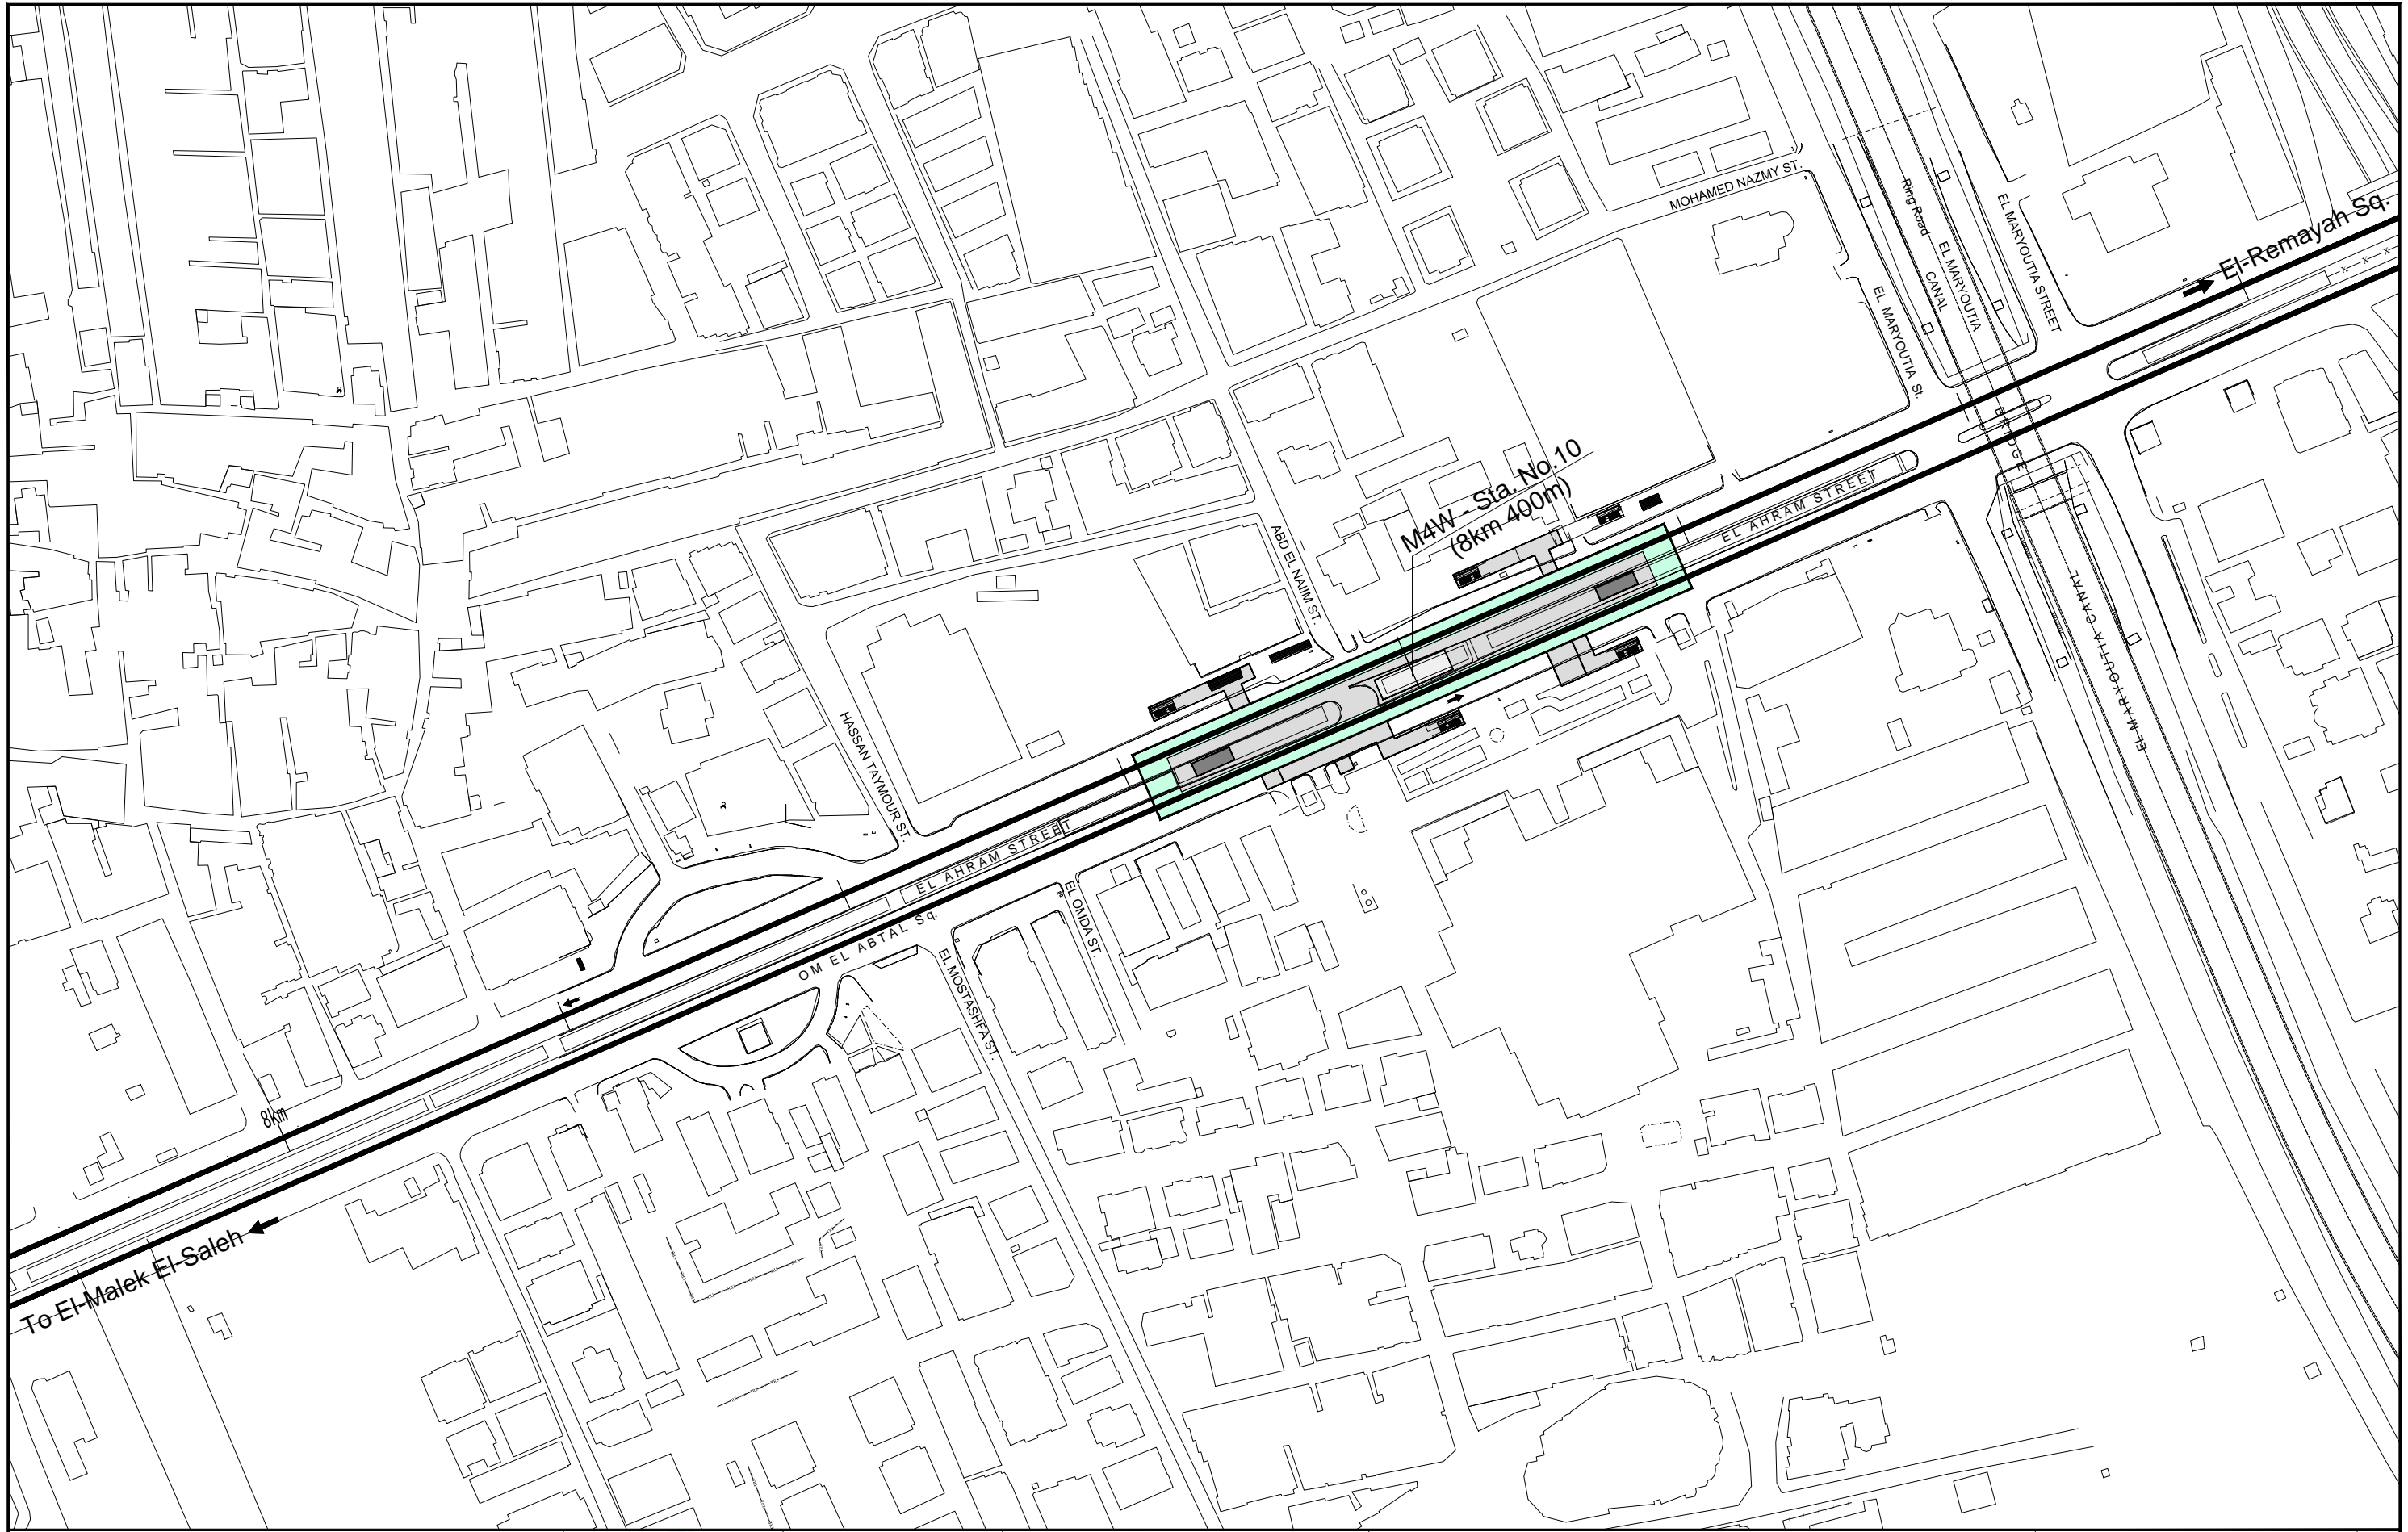 MOHAMED NAZMY ST.
Ring Road
EL MARYOUTIA
CANAL
EL MARYOUTIA STREET
El-Remayah Sq.
EL MARYOUTIA St.
BRIDGE
M4W - Sta. No.10
(8km 400m)
EL AHRAM STREET
ABD EL NAIIM ST.
EL MARYOUTIA CANAL
HASSAN TAYMOUR ST.
EL AHRAM STREET
OM EL ABTAL Sq.
EL OMDA ST.
EL MOSTASHFA ST.
8km
To El-Malek El-Saleh